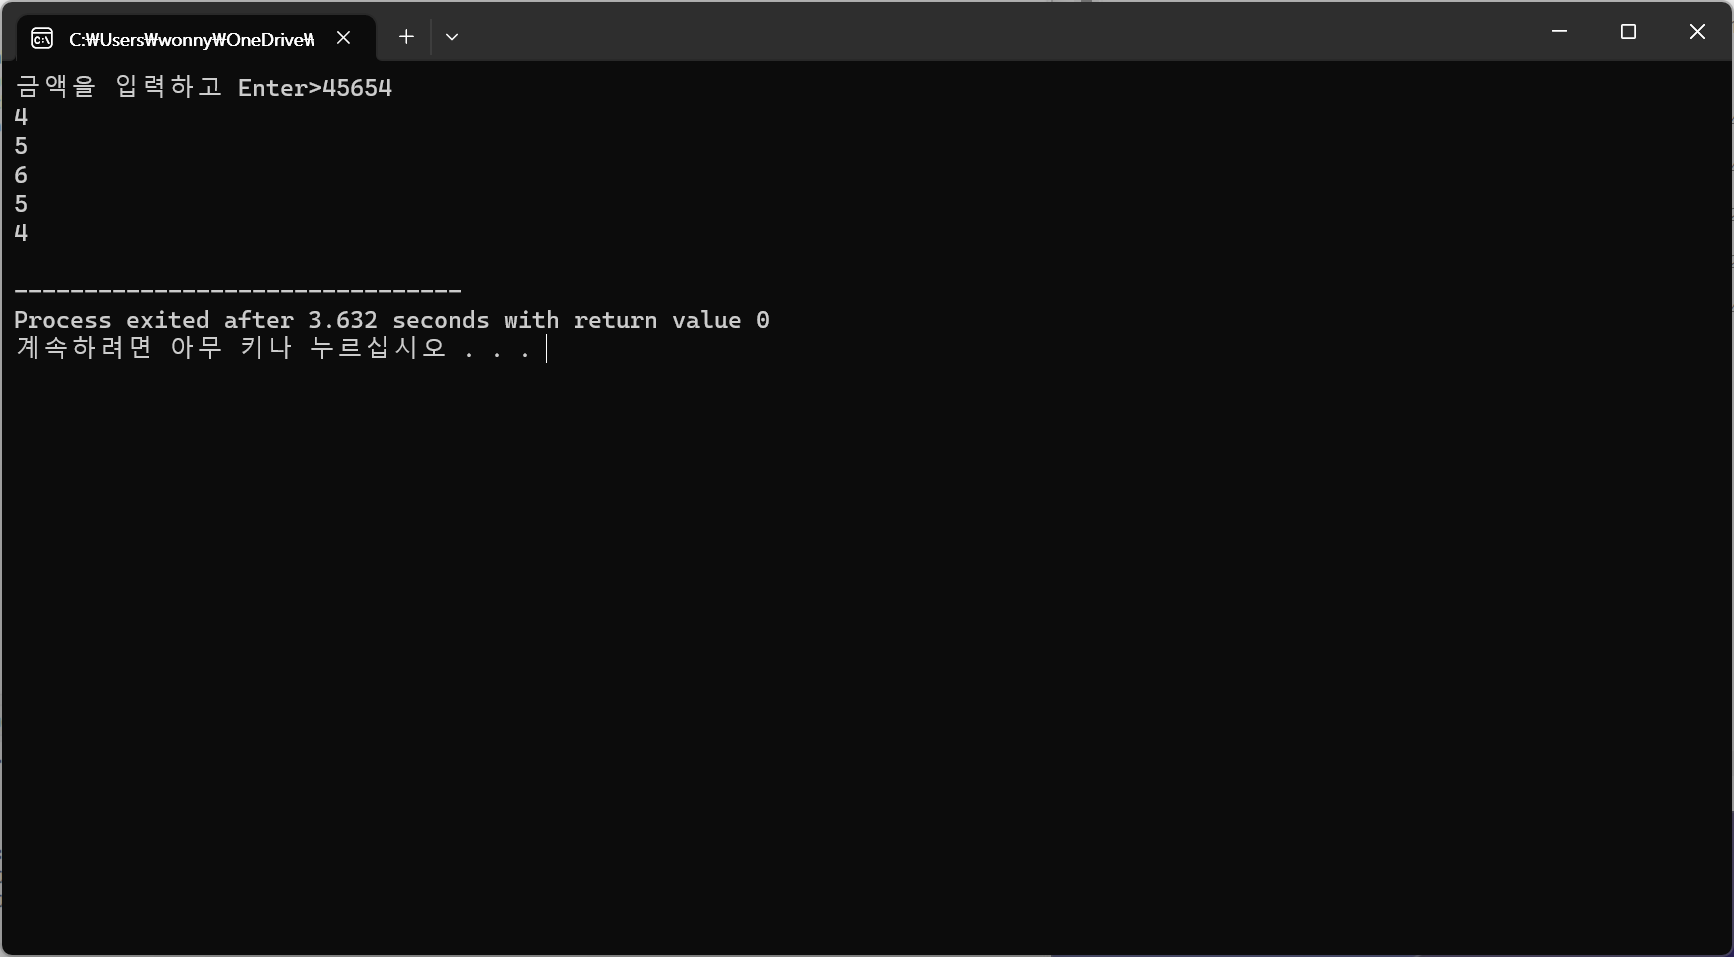 C:₩Users₩wonny₩OneDrive₩
금액을 입력하고 Enter>45654
4
5
6
5
4
--------------------------------
Process exited after 3.632 seconds with return value 0
계속하려면 아무 키나 누르십시오 . . .